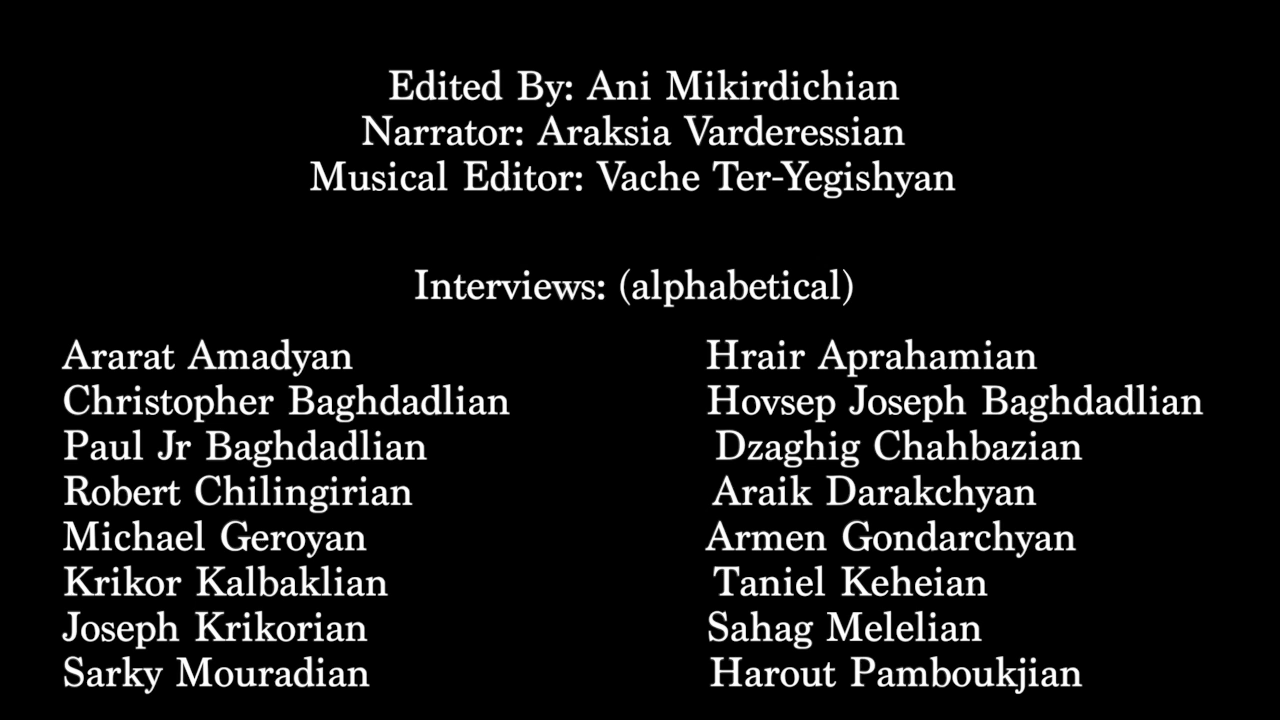 Edited By: Ani Mikirdichian
Narrator: Araksia Varderessian
Musical Editor: Vache Ter-Yegishyan
Interviews: (alphabetical)
Ararat Amadyan Hrair Aprahamian
Christopher Baghdadlian Hovsep Joseph Baghdadlian
Paul Jr Baghdadlian Dzaghig Chahbazian
Robert Chilingirian Araik Darakchyan
Michael Geroyan Armen Gondarchyan
Krikor Kalbaklian Taniel Keheian
Joseph Krikorian Sahag Melelian
Sarky Mouradian Harout Pamboukjian